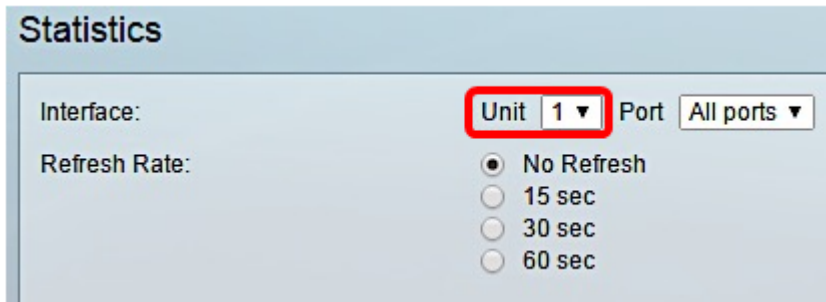 Statistics
Interface: Unit 1 Port All ports
Refresh Rate: No Refresh
15 sec
30 sec
60 sec